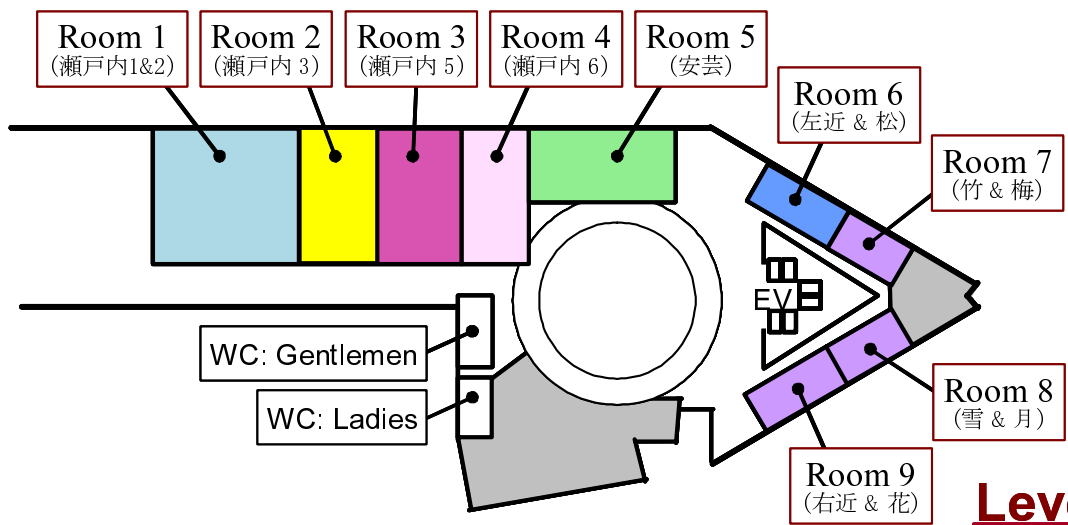 Room 1
(瀬戸内1&2)
Room 2
(瀬戸内 3)
Room 3
(瀬戸内 5)
Room 4
(瀬戸内 6)
Room 5
(安芸)
Room 6
(左近 & 松)
Room 7
(竹 & 梅)
EV
WC: Gentlemen
WC: Ladies
Room 8
(雪 & 月)
Room 9
(右近 & 花)